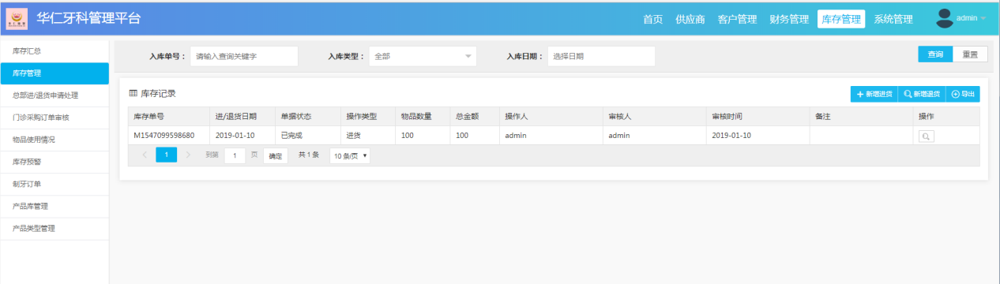 华仁牙科管理平台
首页 供应商 客户管理 财务管理 库存管理 系统管理 admin
库存汇总
库存管理
总部进/退货申请处理
门诊采购订单审核
物品使用情况
库存预警
制牙订单
产品库管理
产品类型管理
入库单号： 请输入查询关键字 入库类型： 全部 入库日期： 选择日期 查询 重置
库存记录 新增进货 新增退货 导出
库存单号 进/退货日期 单据状态 操作类型 物品数量 总金额 操作人 审核人 审核时间 备注 操作
M1547099598680 2019-01-10 已完成 进货 100 100 admin admin 2019-01-10
1 到第 1 页 确定 共 1 条 10 条/页